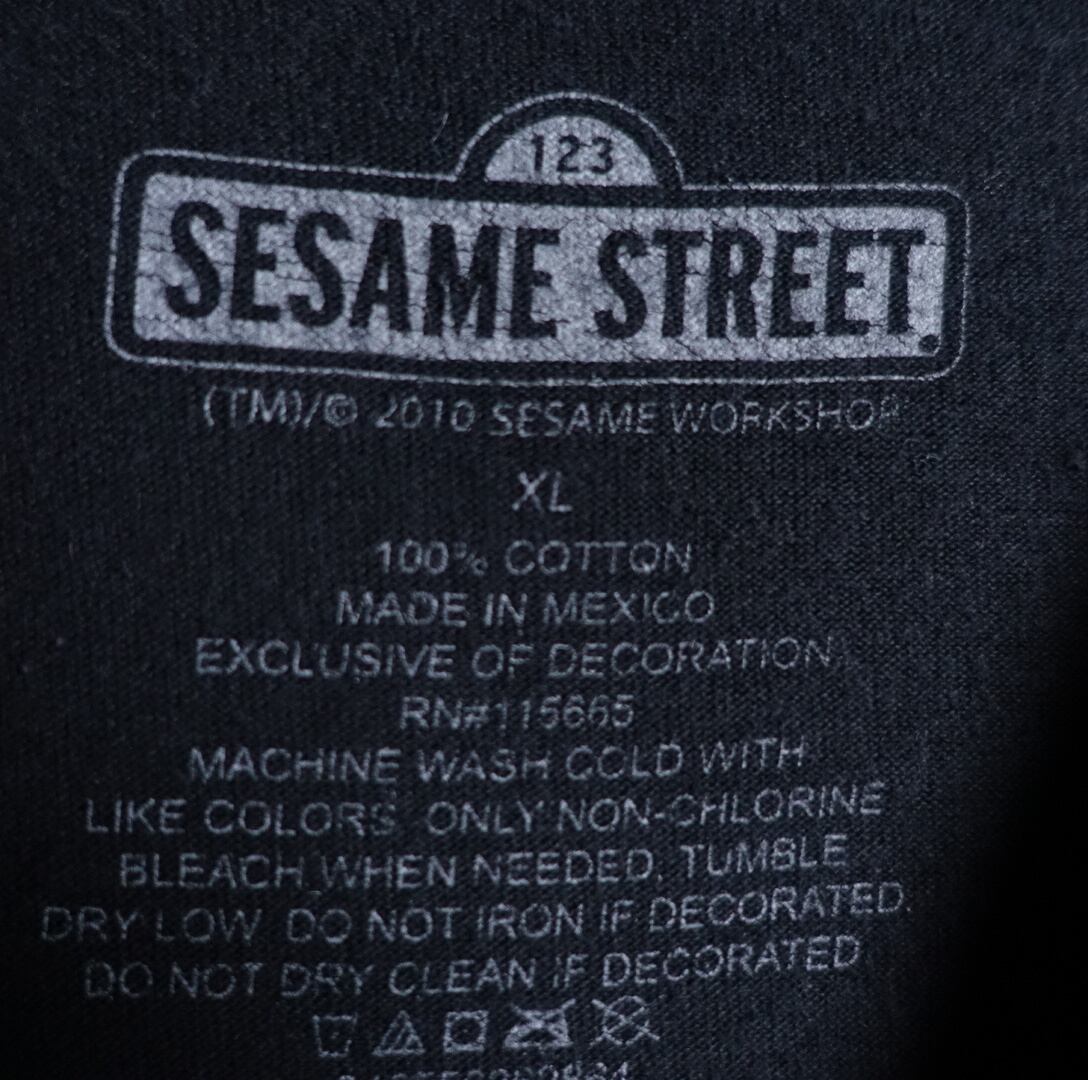 123
SESAME STREET
(TM)/© 2010 SESAME WORKSHOP
XL
100% COTTON
MADE IN MEXICO
EXCLUSIVE OF DECORATION
RN#115665
MACHINE WASH COLD WITH
LIKE COLORS. ONLY NON-CHLORINE
BLEACH WHEN NEEDED. TUMBLE
DRY LOW. DO NOT IRON IF DECORATED.
DO NOT DRY CLEAN IF DECORATED